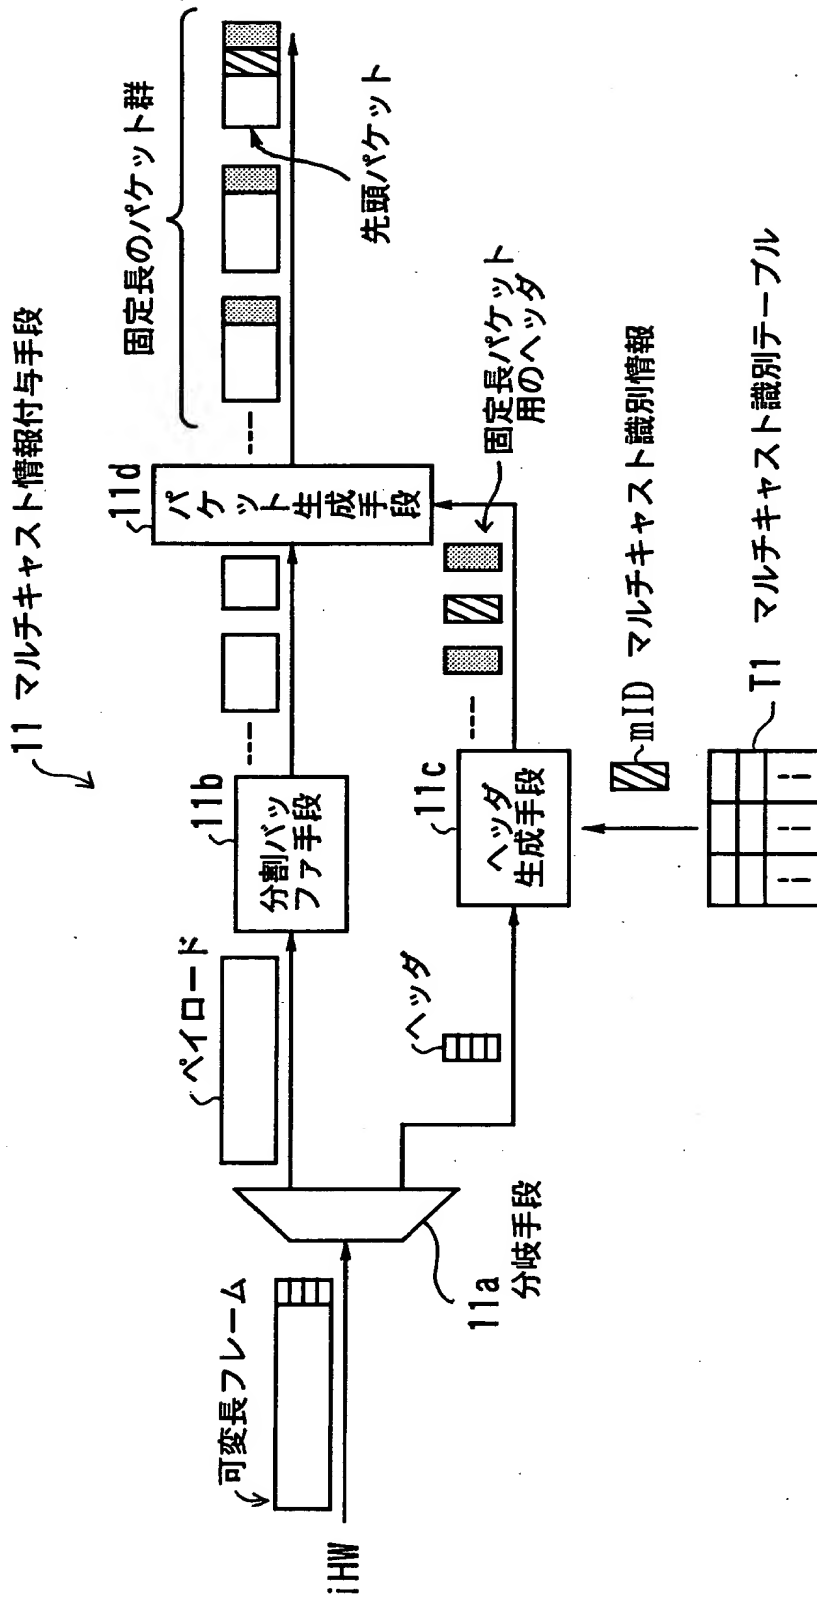 11 マルチキャスト情報付与手段
固定長のパケット群
先頭パケット
11d
パケット生成手段
固定長パケット
用のヘッダ
11b
分割バッ
ファ手段
ペイロード
11c
ヘッダ
生成手段
ヘッダ
mID マルチキャスト識別情報
T1 マルチキャスト識別テーブル
可変長フレーム
11a
分岐手段
iHW